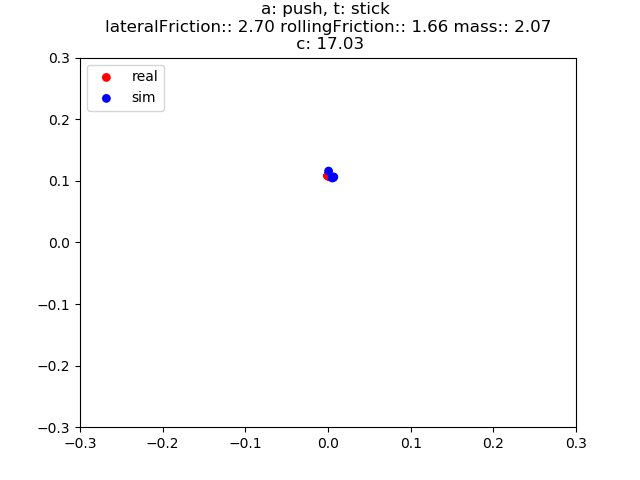 a: push, t: stick
lateralFriction:: 2.70 rollingFriction:: 1.66 mass:: 2.07
c: 17.03
real
sim
0.3
0.2
0.1
0.0
−0.1
−0.2
−0.3
−0.3 −0.2 −0.1 0.0 0.1 0.2 0.3